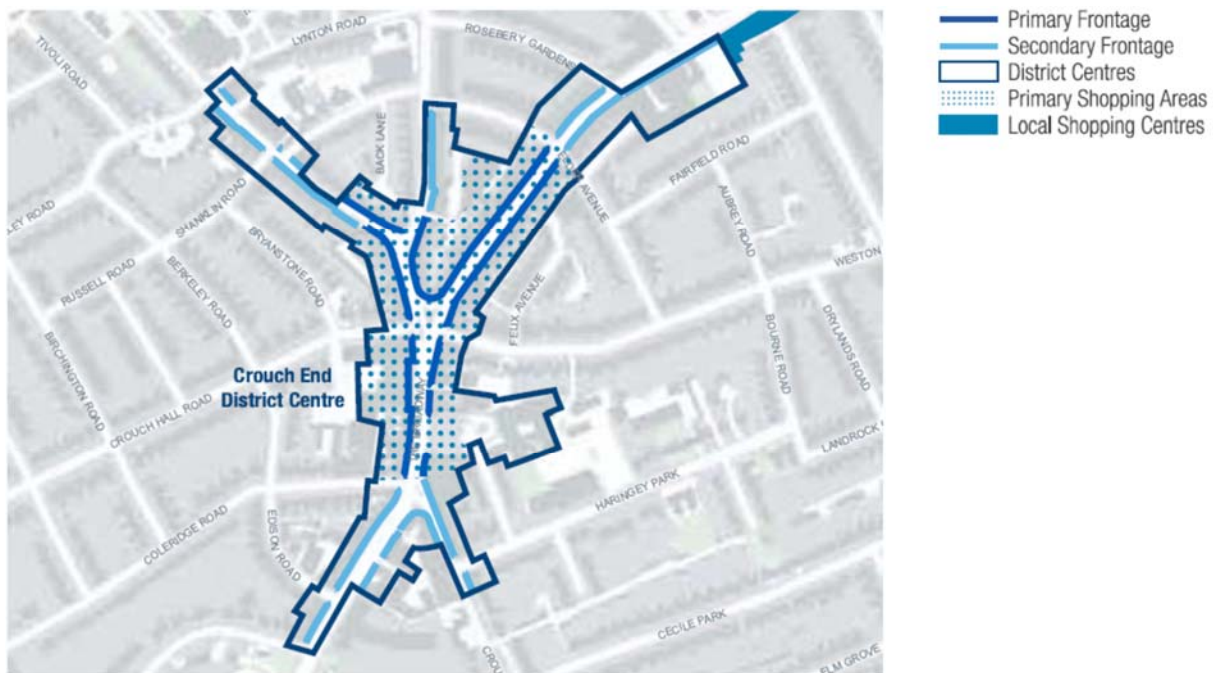 TIVOLI ROAD
LYNTON ROAD
ROSEBERY GARDENS
BACK LANE
FAIRFIELD ROAD
AVENUE
AUBREY ROAD
SHANKLIN ROAD
BRYANSTONE ROAD
RUSSELL ROAD
BERKELEY ROAD
WESTON
FELIX AVENUE
DRYLANDS ROAD
BOURNE ROAD
BIRCHINGTON ROAD
Crouch End
District Centre
CROUCH HALL ROAD
LANDROCK
HARINGEY PARK
COLERIDGE ROAD
EDISON ROAD
CECILE PARK
ELM GROVE
Primary Frontage
Secondary Frontage
District Centres
Primary Shopping Areas
Local Shopping Centres